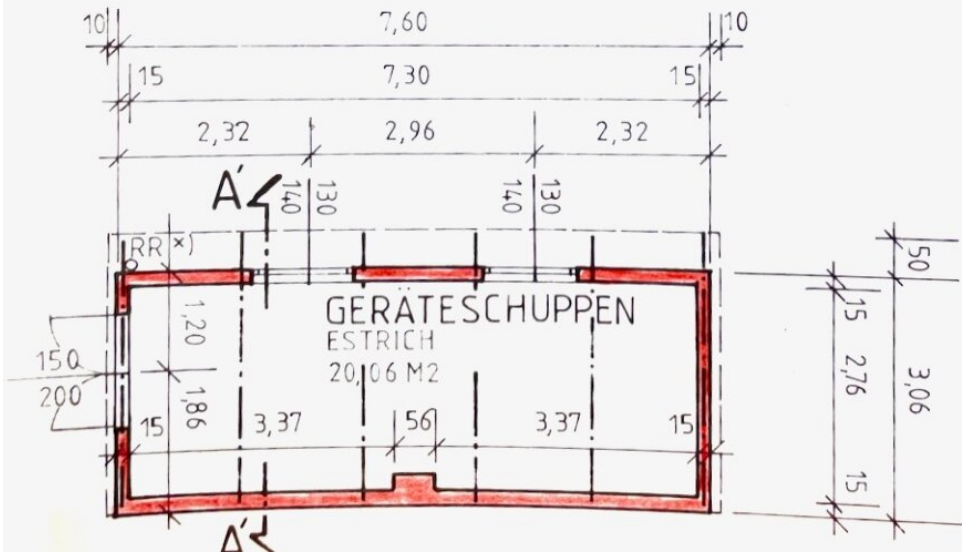 10 7,60 10
15 7,30 15
2,32 2,96 2,32
A'
140 130
140 130
RR x)
50
GERÄTESCHUPPEN
ESTRICH
20,06 M2
1,20
150
200
1,86
15 3,37 56 3,37 15
15
2,76
3,06
15
A'